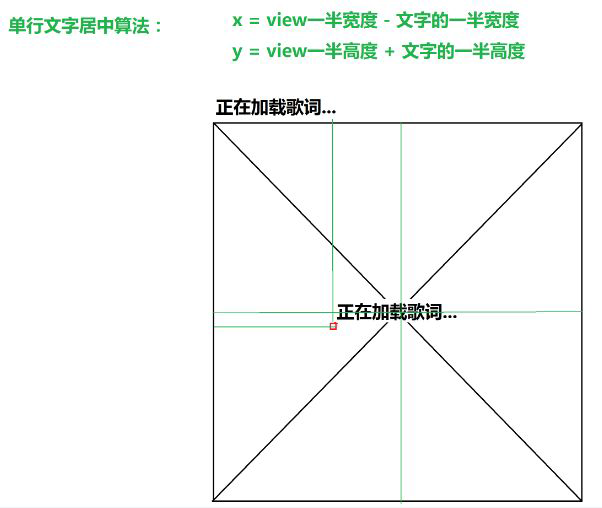 单行文字居中算法：
x = view一半宽度 - 文字的一半宽度
y = view一半高度 + 文字的一半高度
正在加载歌词...
正在加载歌词...